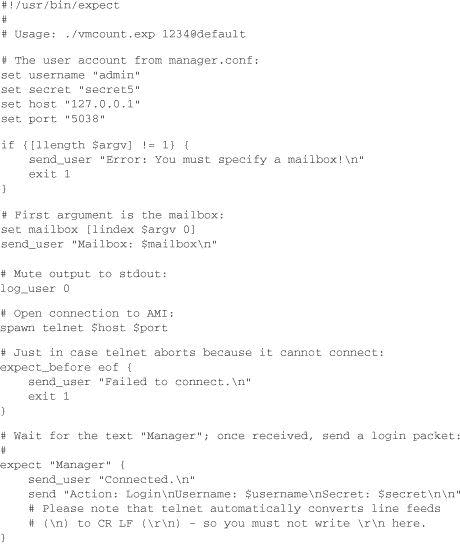 #!/usr/bin/expect
#
# Usage: ./vmcount.exp 1234@default
# The user account from manager.conf:
set username "admin"
set secret "secret5"
set host "127.0.0.1"
set port "5038"
if {[llength $argv] != 1} {
    send_user "Error: You must specify a mailbox!\n"
    exit 1
}
# First argument is the mailbox:
set mailbox [lindex $argv 0]
send_user "Mailbox: $mailbox\n"
# Mute output to stdout:
log_user 0
# Open connection to AMI:
spawn telnet $host $port
# Just in case telnet aborts because it cannot connect:
expect_before eof {
    send_user "Failed to connect.\n"
    exit 1
}
# Wait for the text "Manager"; once received, send a login packet:
#
expect "Manager" {
    send_user "Connected.\n"
    send "Action: Login\nUsername: $username\nSecret: $secret\n\n"
    # Please note that telnet automatically converts line feeds
    # (\n) to CR LF (\r\n) - so you must not write \r\n here.
}